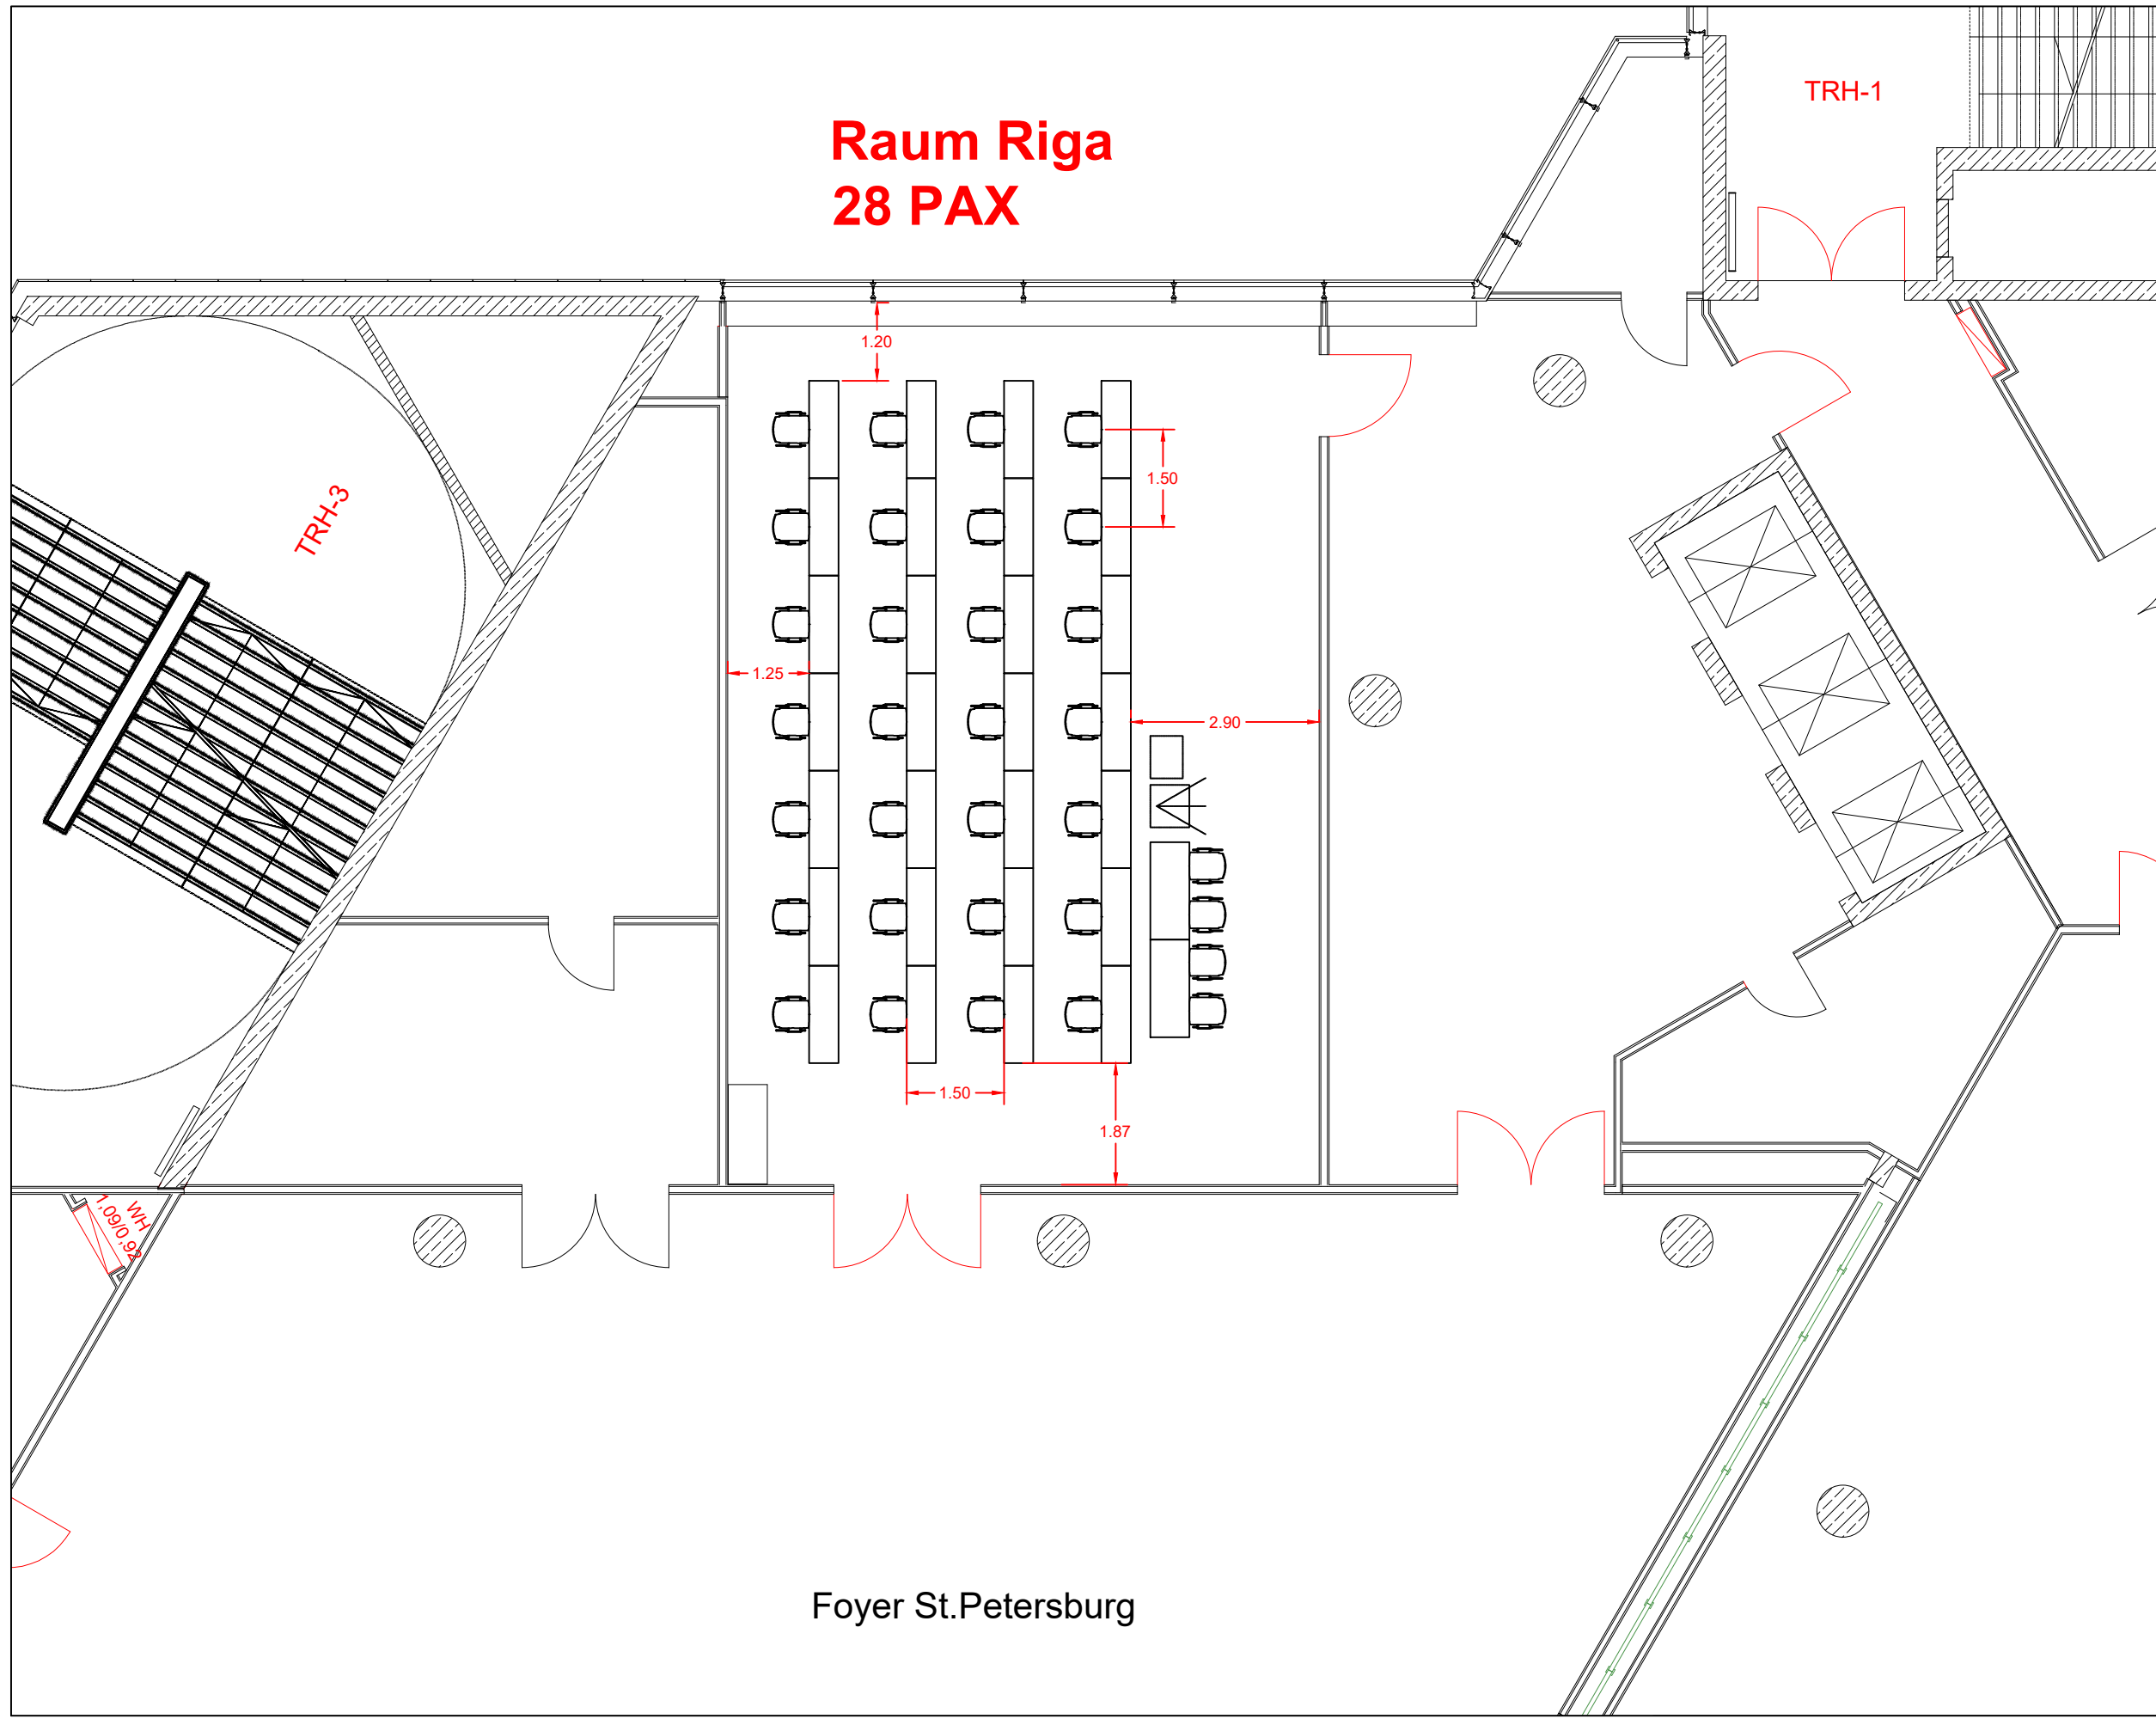 TRH-1
Raum Riga
28 PAX
1.20
1.50
TRH-3
1.25
2.90
1.50
1.87
WH
1,09/0,92
Foyer St.Petersburg